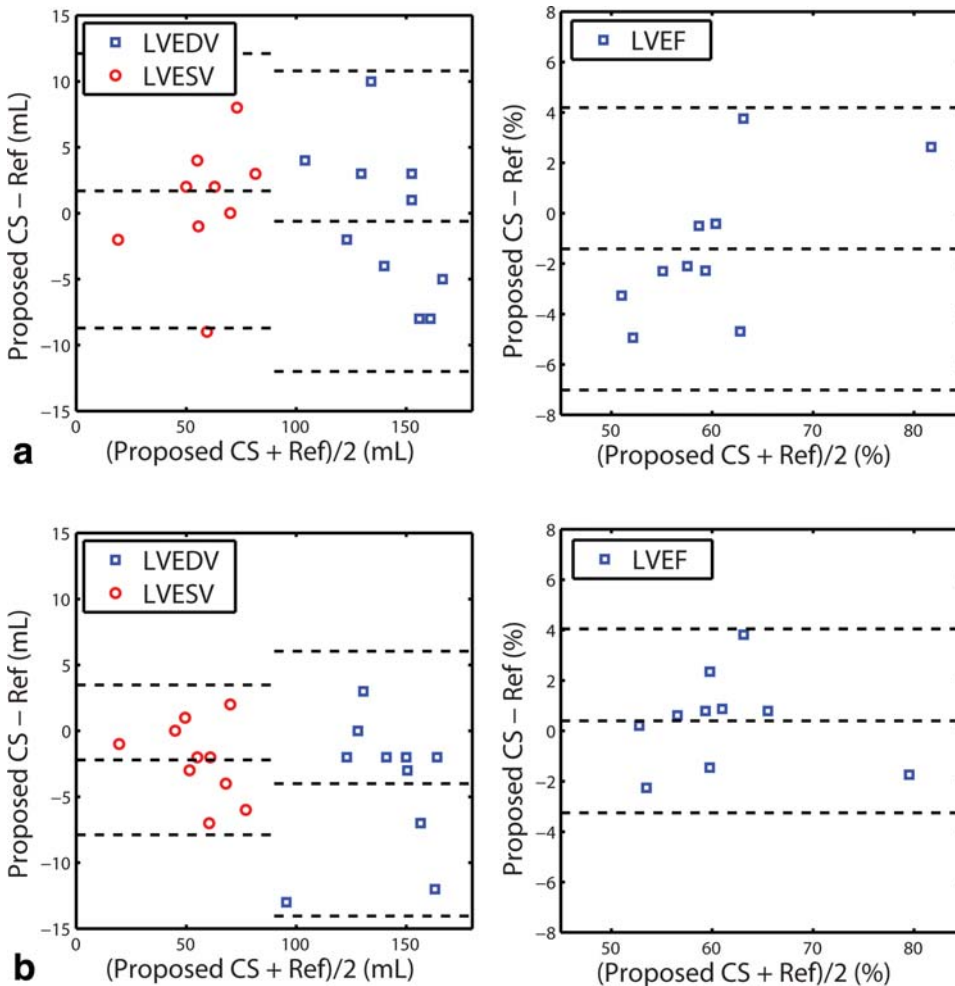 15
10
5
0
−5
−10
−15
Proposed CS − Ref (mL)
LVEDV
LVESV
0 50 100 150
(Proposed CS + Ref)/2 (mL)
a
8
6
4
2
0
−2
−4
−6
−8
Proposed CS − Ref (%)
LVEF
50 60 70 80
(Proposed CS + Ref)/2 (%)
15
10
5
0
−5
−10
−15
Proposed CS − Ref (mL)
LVEDV
LVESV
0 50 100 150
(Proposed CS + Ref)/2 (mL)
b
8
6
4
2
0
−2
−4
−6
−8
Proposed CS − Ref (%)
LVEF
50 60 70 80
(Proposed CS + Ref)/2 (%)